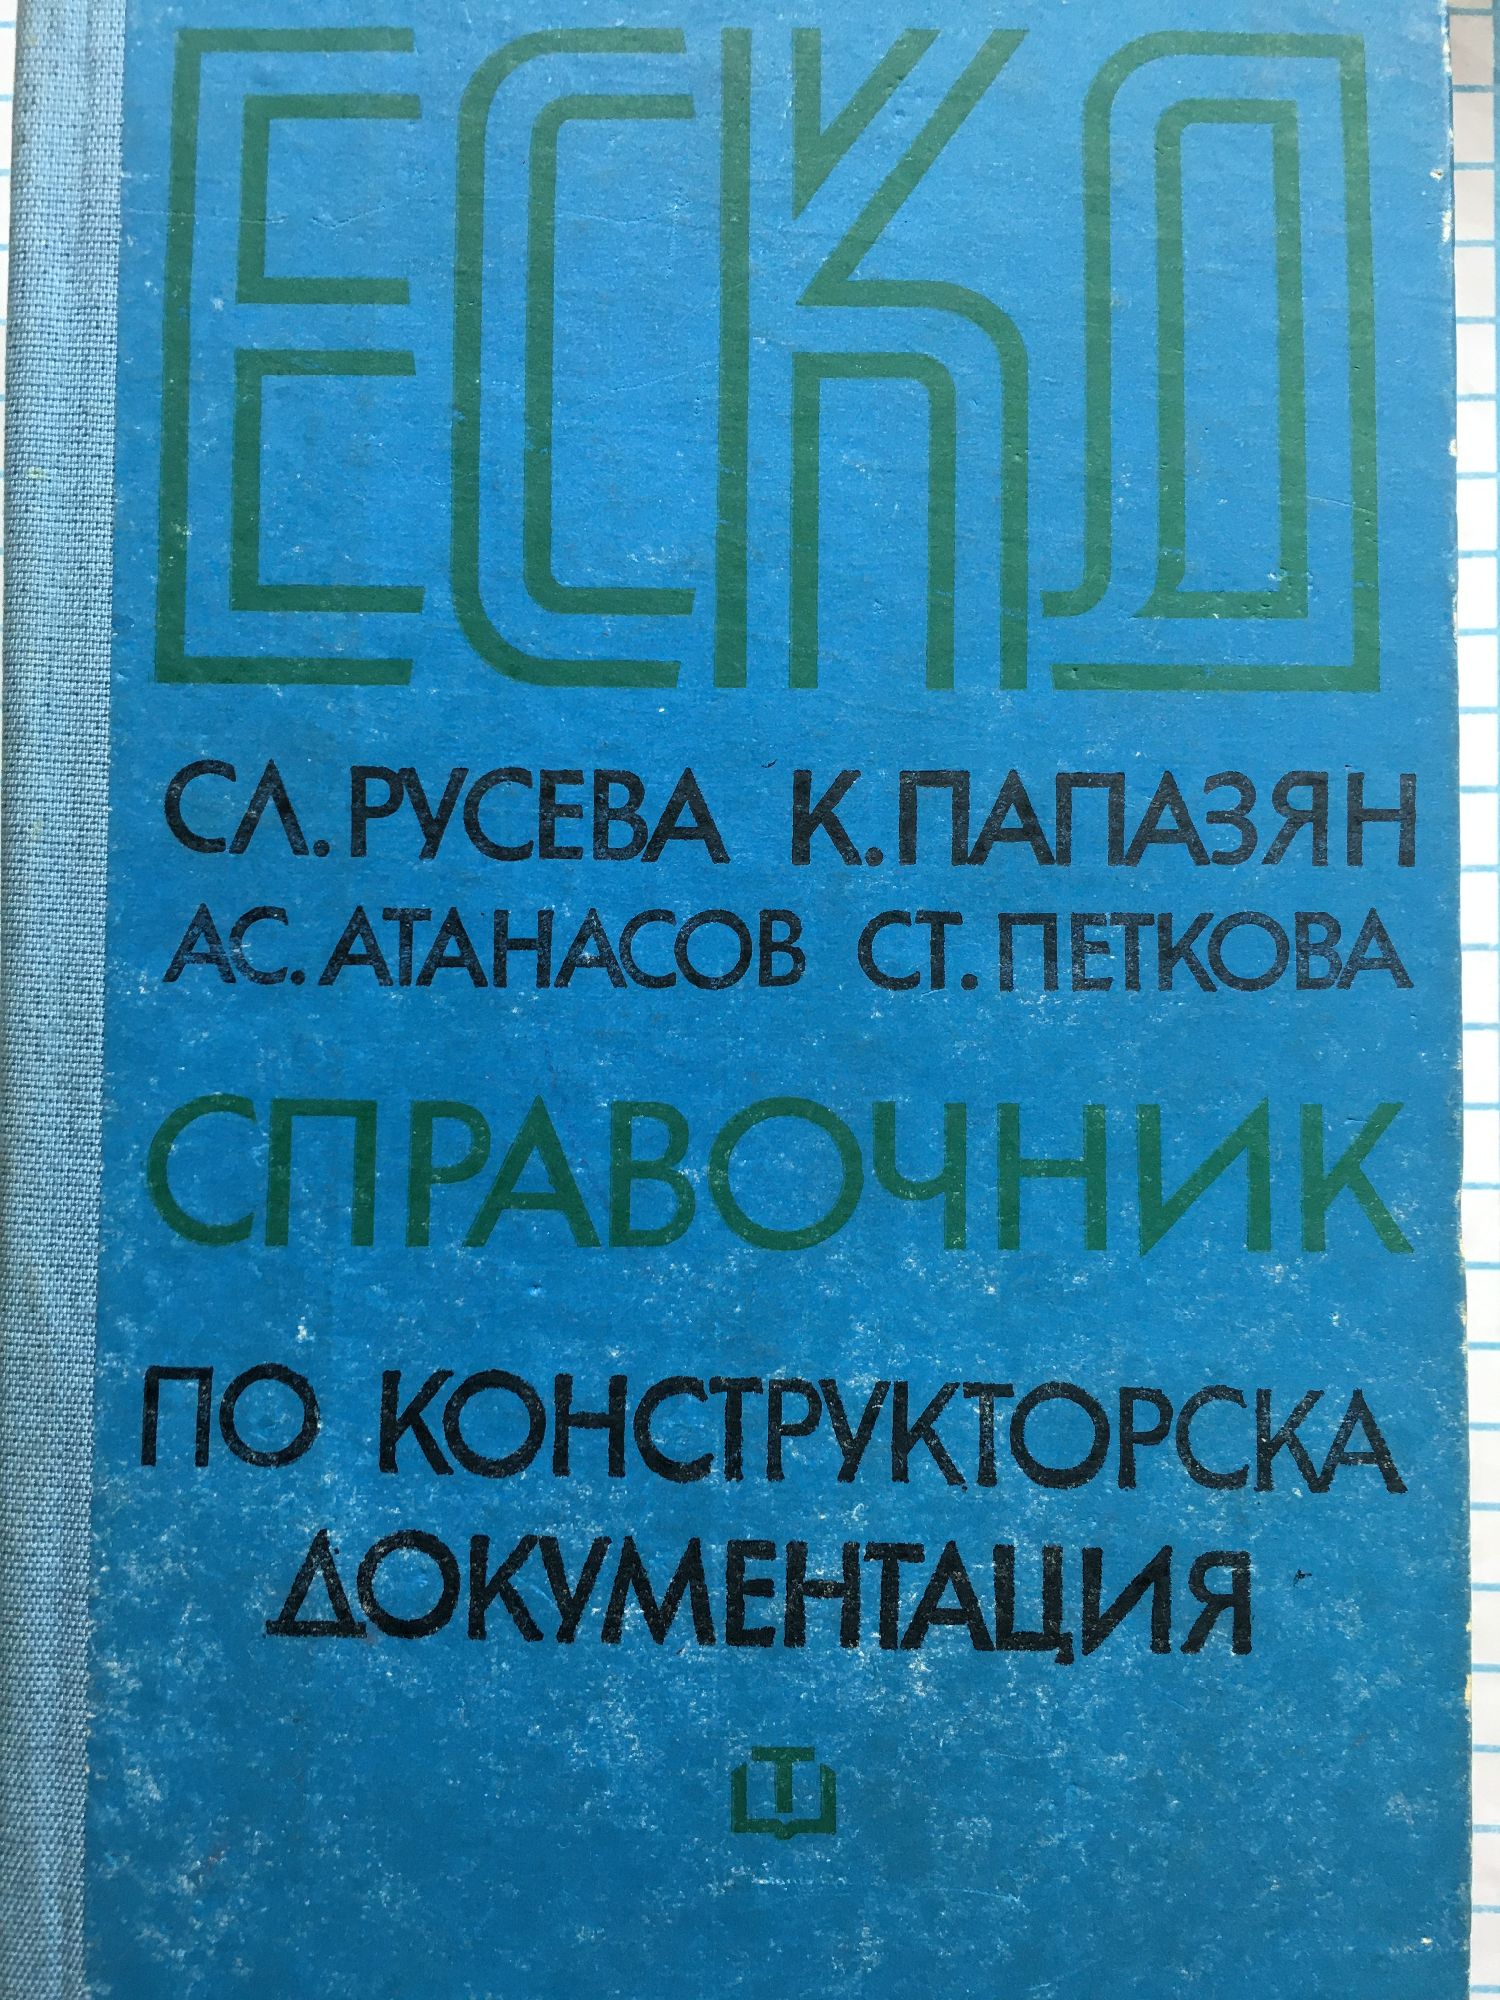 ЕСКД
СЛ. РУСЕВА К. ПАПАЗЯН
АС. АТАНАСОВ СТ. ПЕТКОВА
СПРАВОЧНИК
ПО КОНСТРУКТОРСКА
ДОКУМЕНТАЦИЯ
Т